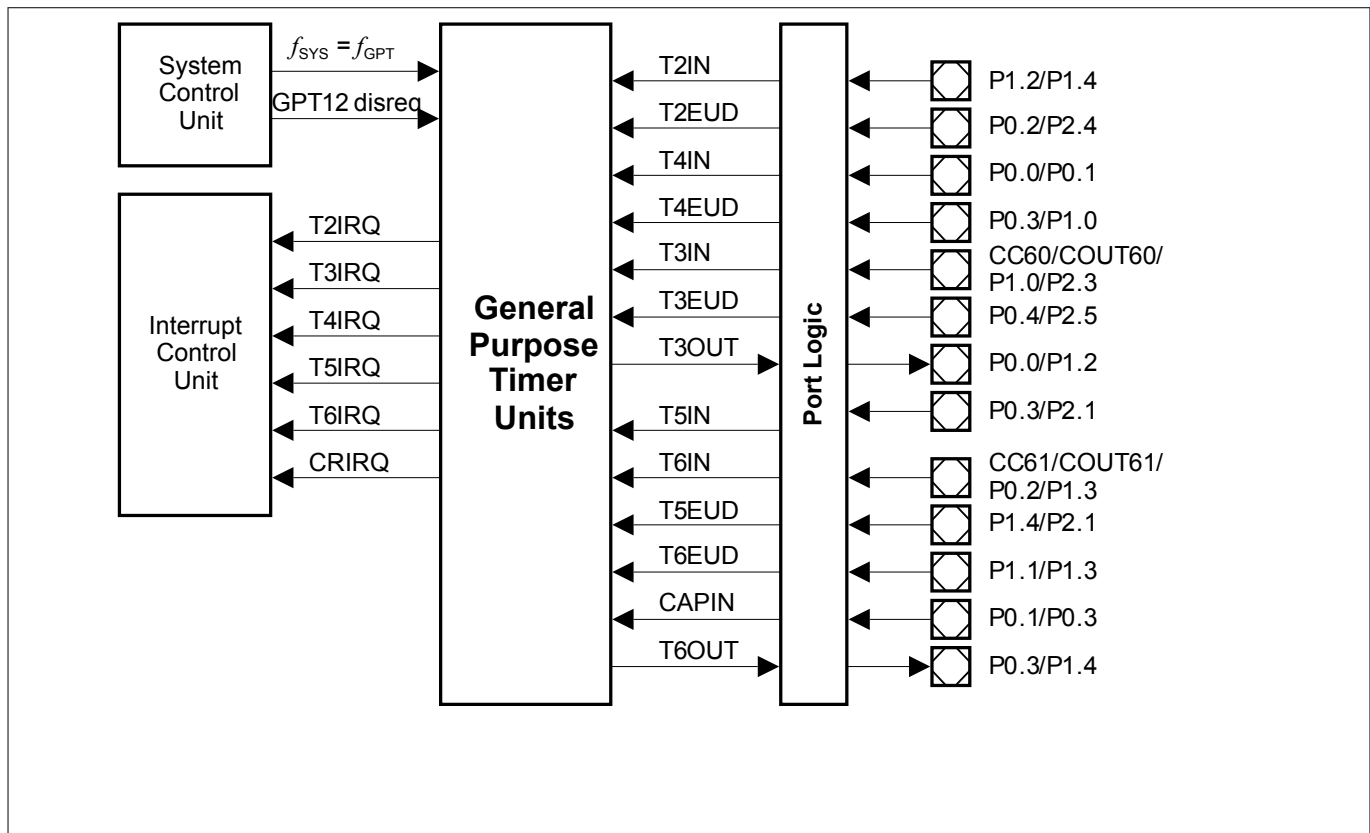 System
Control
Unit
fSYS = fGPT
GPT12 disreq
Interrupt
Control
Unit
T2IRQ
T3IRQ
T4IRQ
T5IRQ
T6IRQ
CRIRQ
General
Purpose
Timer
Units
T2IN
T2EUD
T4IN
T4EUD
T3IN
T3EUD
T3OUT
T5IN
T6IN
T5EUD
T6EUD
CAPIN
T6OUT
Port Logic
P1.2/P1.4
P0.2/P2.4
P0.0/P0.1
P0.3/P1.0
CC60/COUT60/
P1.0/P2.3
P0.4/P2.5
P0.0/P1.2
P0.3/P2.1
CC61/COUT61/
P0.2/P1.3
P1.4/P2.1
P1.1/P1.3
P0.1/P0.3
P0.3/P1.4